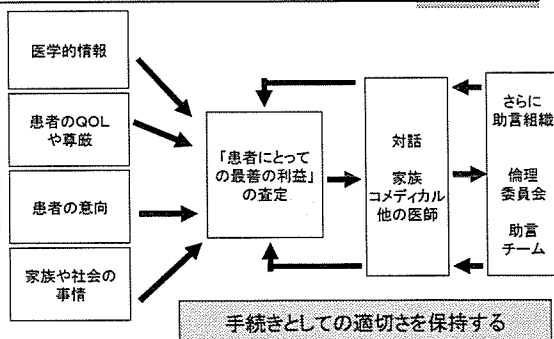 医学的情報
患者のQOL
や尊厳
患者の意向
家族や社会の
事情
「患者にとって
の最善の利益」
の査定
対話
家族
コメディカル
他の医師
さらに
助言組織
倫理
委員会
助言
チーム
手続きとしての適切さを保持する